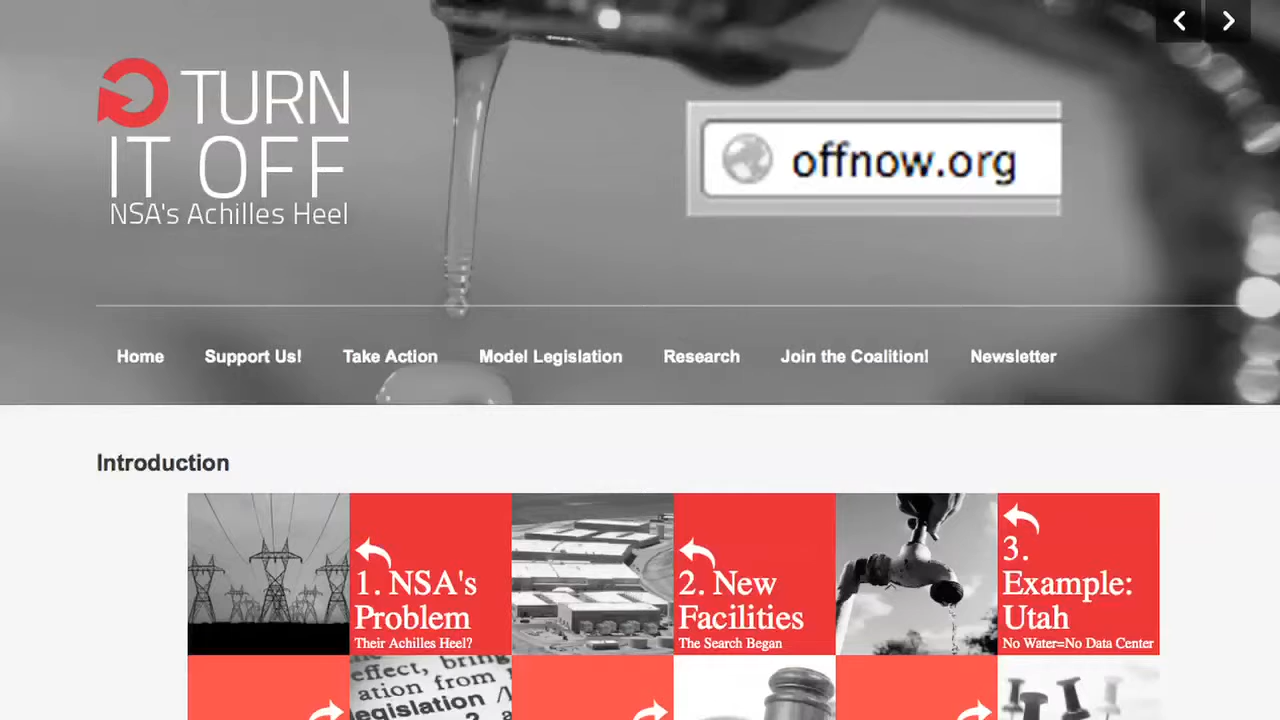 TURN
IT OFF
NSA's Achilles Heel
offnow.org
Home Support Us! Take Action Model Legislation Research Join the Coalition! Newsletter
Introduction
1. NSA's
Problem
Their Achilles Heel?
2. New
Facilities
The Search Began
3.
Example:
Utah
No Water=No Data Center
effect, bring
ation from
legislation